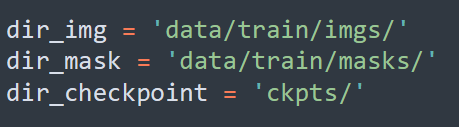 dir_img = 'data/train/imgs/'
dir_mask = 'data/train/masks/'
dir_checkpoint = 'ckpts/'